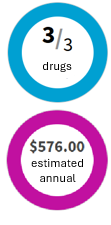 3/3
drugs
$576.00
estimated
annual